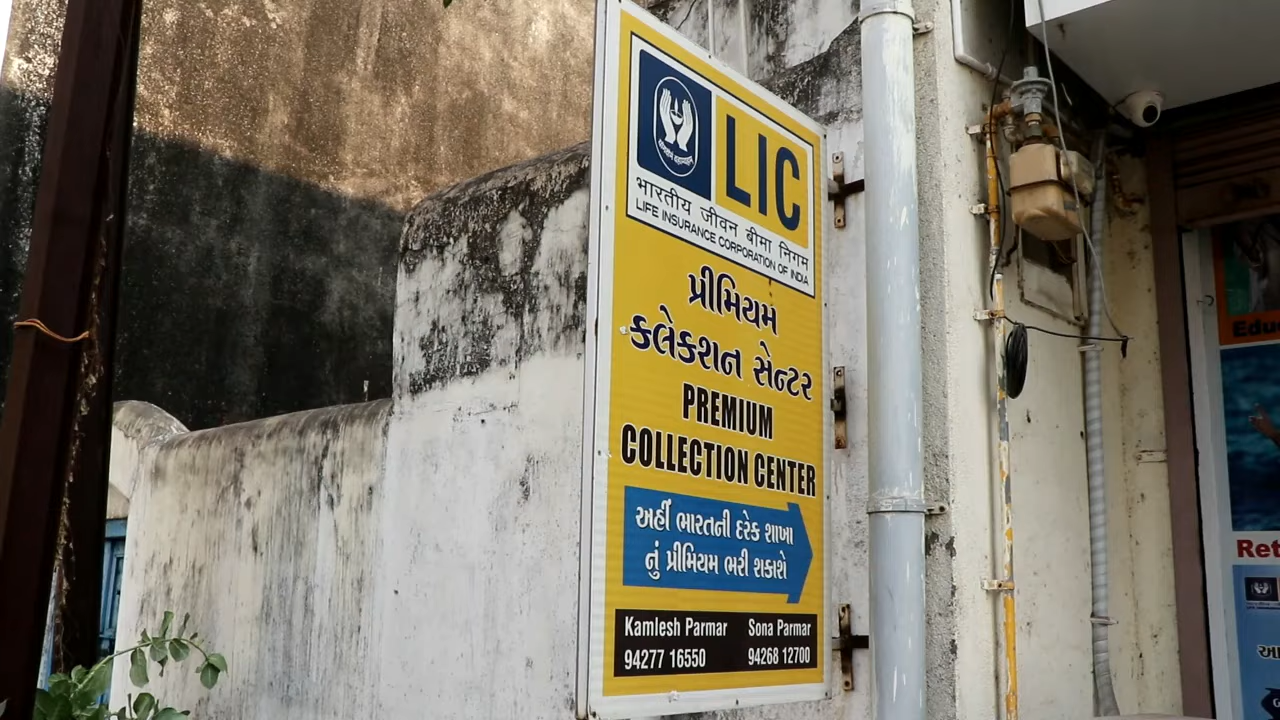 LIC
भारतीय जीवन बीमा निगम
LIFE INSURANCE CORPORATION OF INDIA
પ્રીમિયમ
કલેકશન સેન્ટર
PREMIUM
COLLECTION CENTER
અહીં ભારતની દરેક શાખા
નું પ્રીમિયમ ભરી શકાશે
Kamlesh Parmar
94277 16550
Sona Parmar
94268 12700
Edu
Ret